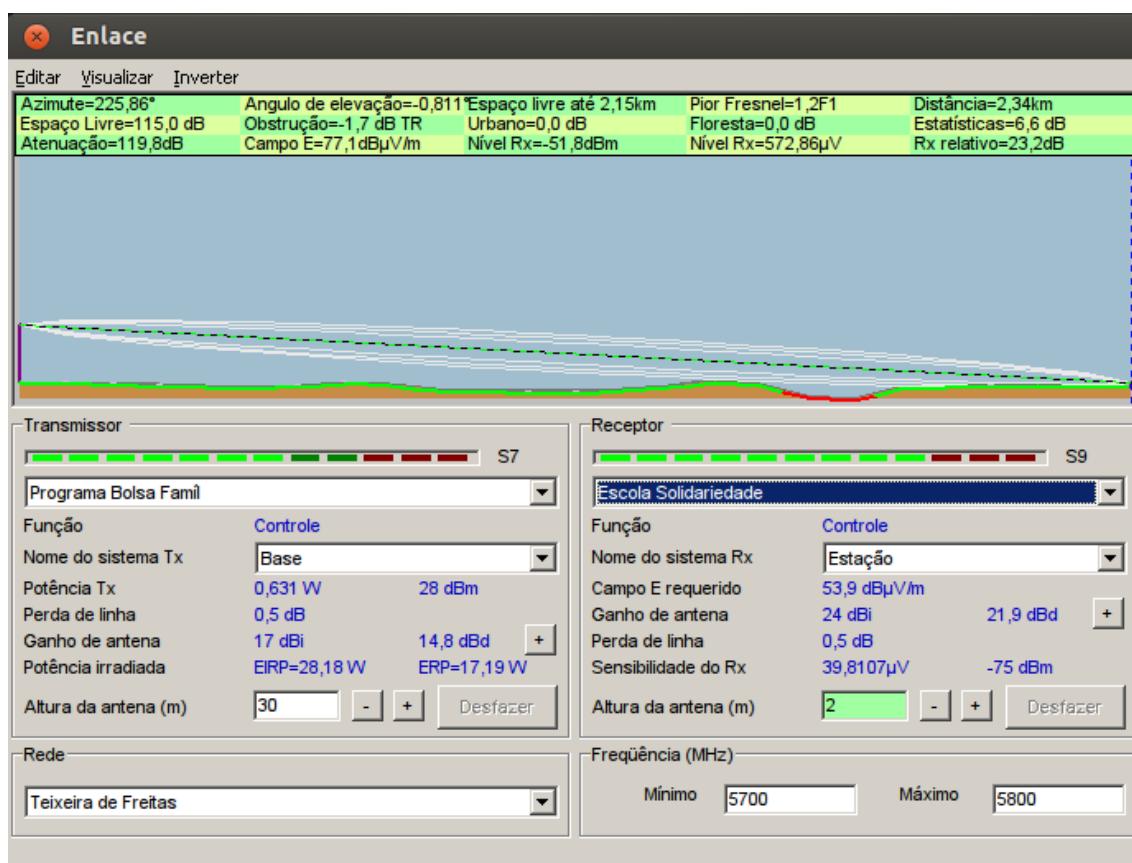 Enlace
Editar Visualizar Inverter
Azimute=225,86° Angulo de elevação=-0,811° Espaço livre até 2,15km Pior Fresnel=1,2F1 Distância=2,34km
Espaço Livre=115,0 dB Obstrução=-1,7 dB TR Urbano=0,0 dB Floresta=0,0 dB Estatísticas=6,6 dB
Atenuação=119,8dB Campo E=77,1dBµV/m Nível Rx=-51,8dBm Nível Rx=572,86µV Rx relativo=23,2dB
Transmissor
S7
Programa Bolsa Famîl
Função Controle
Nome do sistema Tx Base
Potência Tx 0,631 W 28 dBm
Perda de linha 0,5 dB
Ganho de antena 17 dBi 14,8 dBd +
Potência irradiada EIRP=28,18 W ERP=17,19 W
Altura da antena (m) 30 - + Desfazer
Receptor
S9
Escola Solidariedade
Função Controle
Nome do sistema Rx Estação
Campo E requerido 53,9 dBµV/m
Ganho de antena 24 dBi 21,9 dBd +
Perda de linha 0,5 dB
Sensibilidade do Rx 39,8107µV -75 dBm
Altura da antena (m) 2 - + Desfazer
Rede
Teixeira de Freitas
Freqüência (MHz)
Mínimo 5700 Máximo 5800